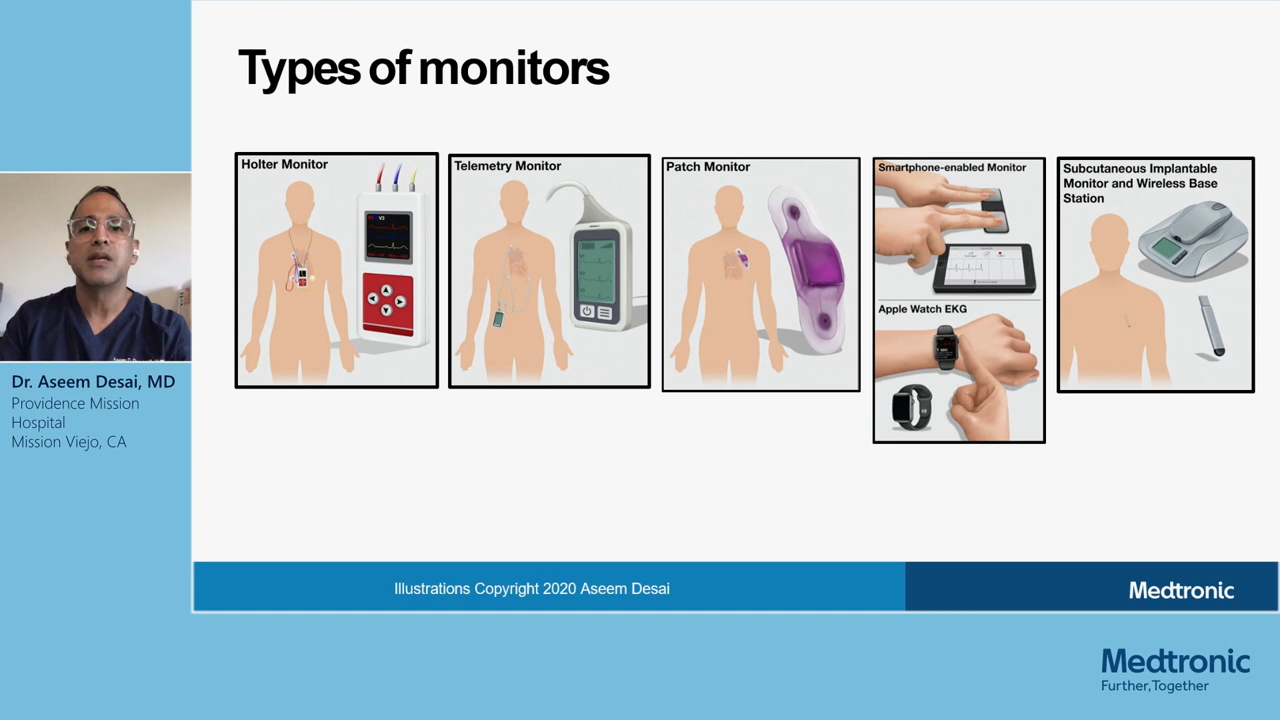 Types of monitors
Holter Monitor
Telemetry Monitor
Patch Monitor
Smartphone-enabled Monitor
Apple Watch EKG
Subcutaneous Implantable
Monitor and Wireless Base
Station
Dr. Aseem Desai, MD
Providence Mission
Hospital
Mission Viejo, CA
Illustrations Copyright 2020 Aseem Desai
Medtronic
Medtronic
Further, Together